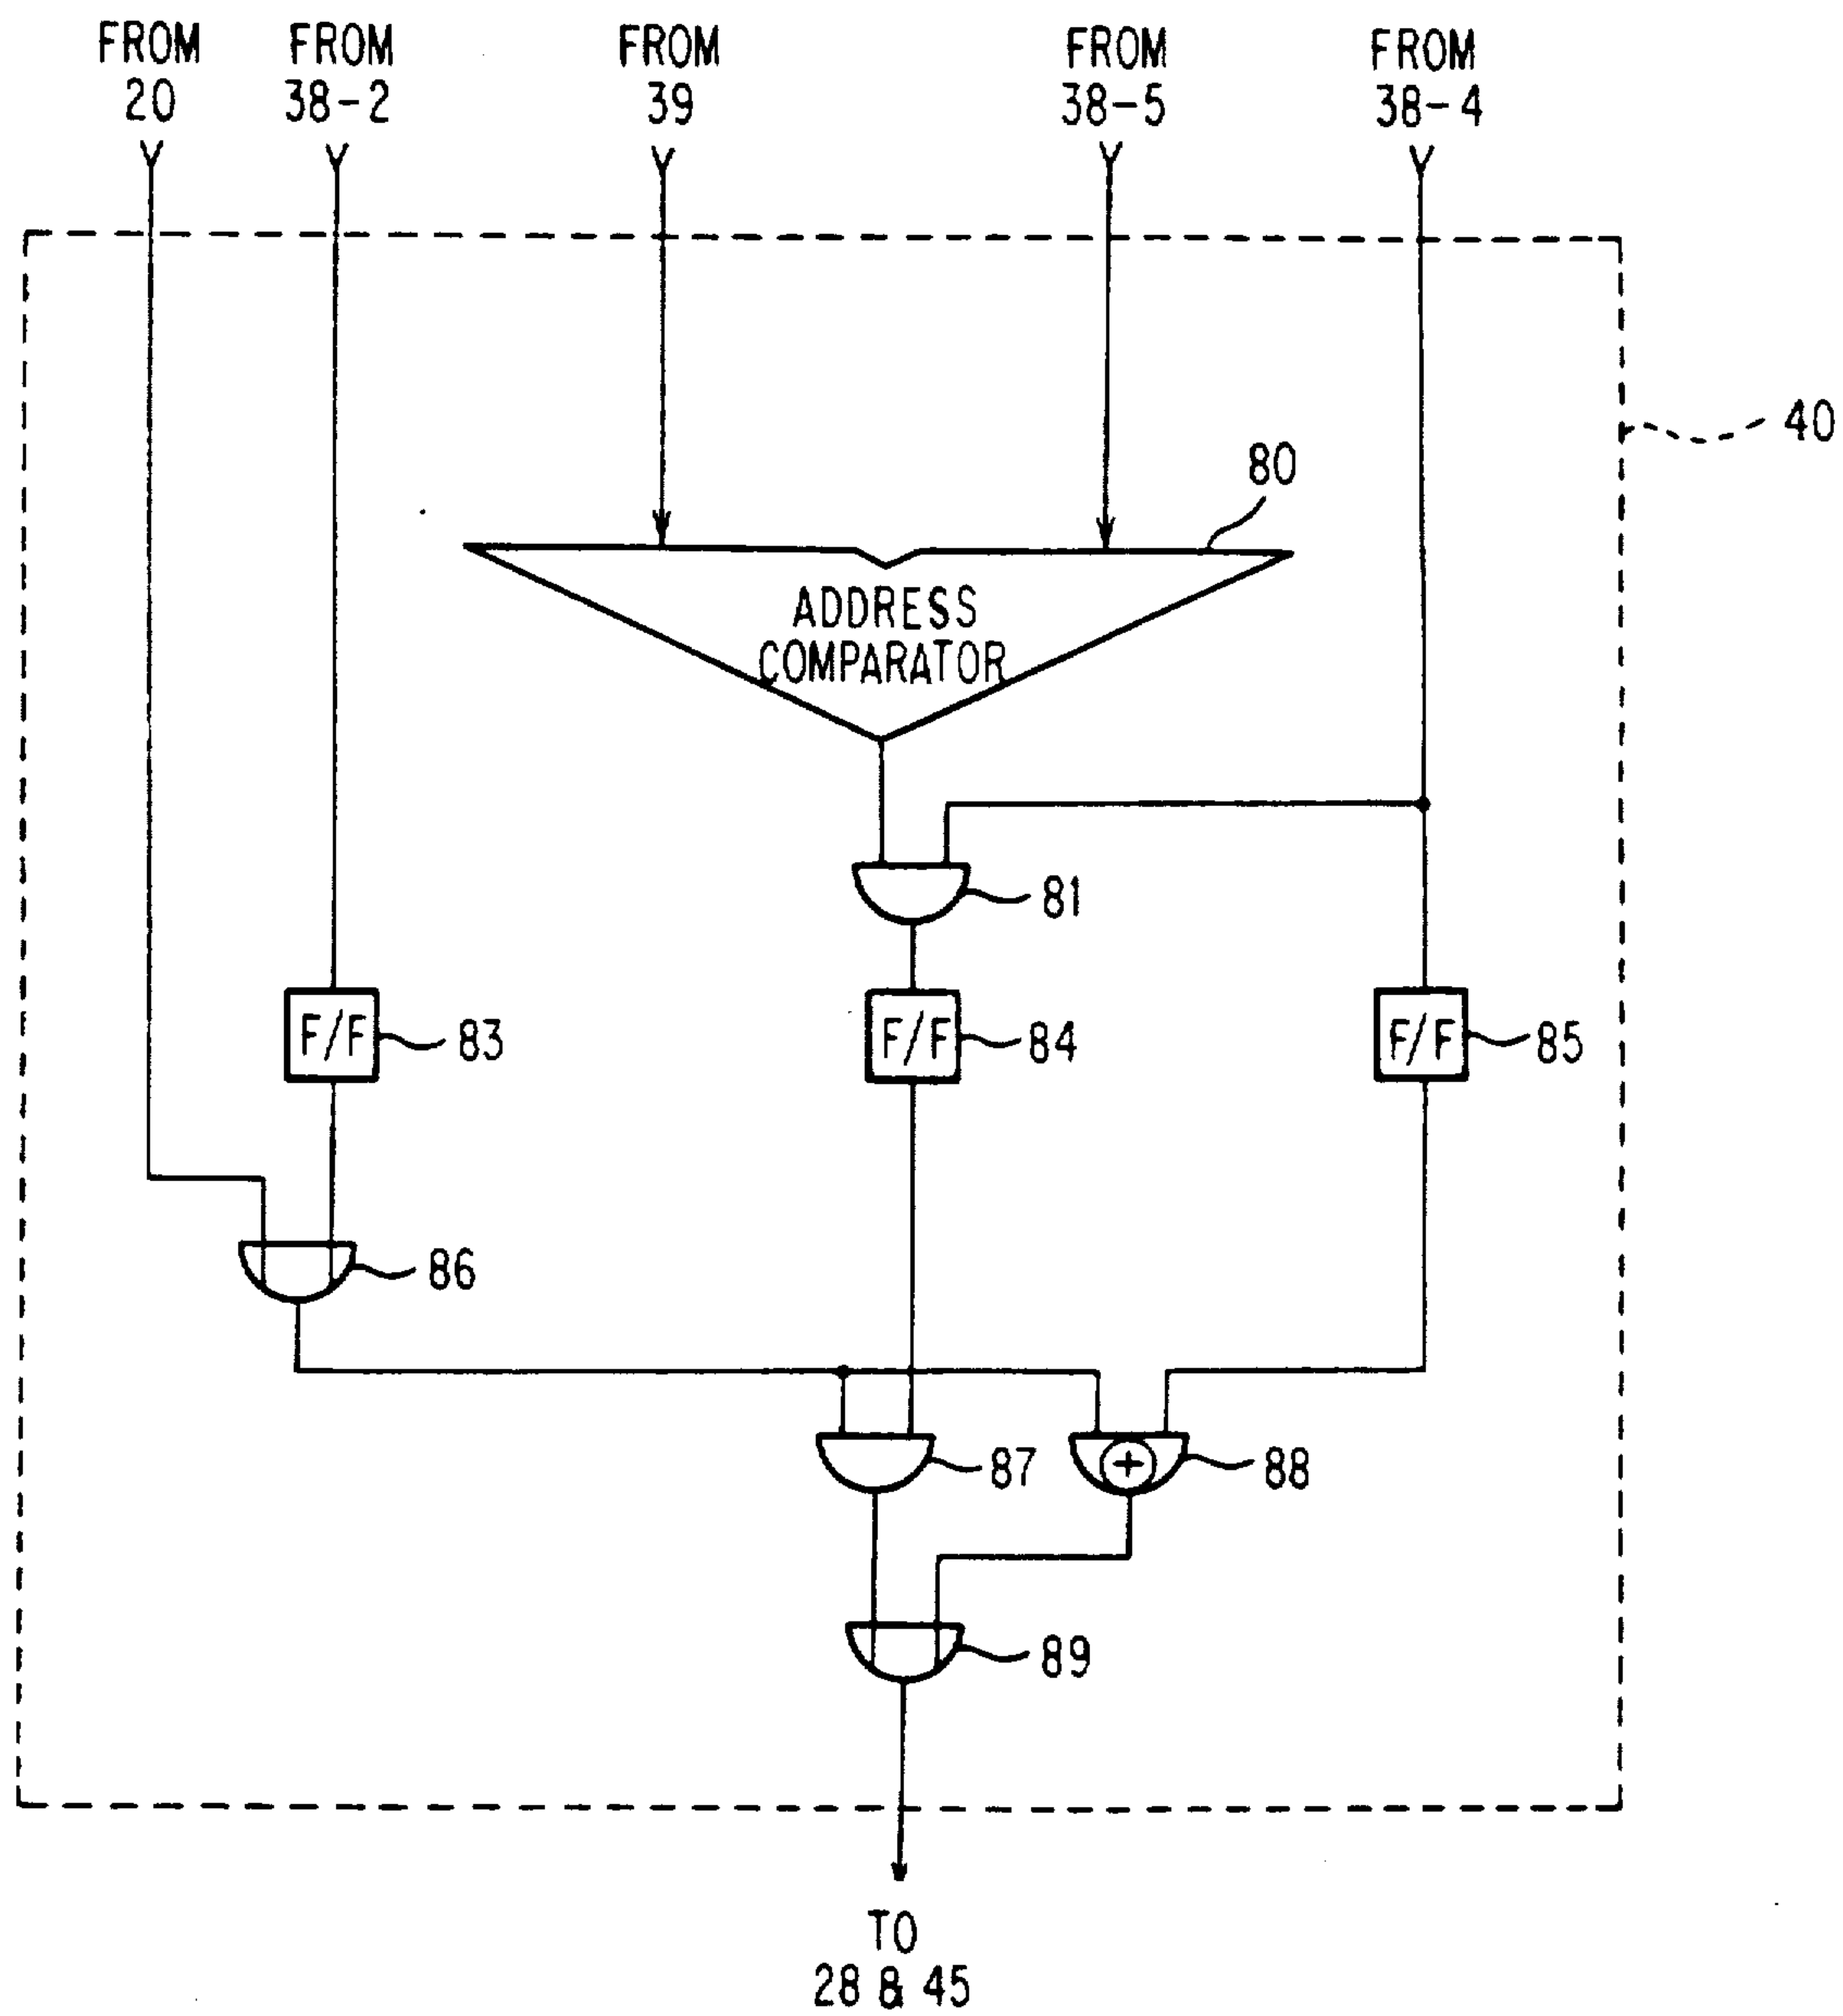 FROM
20
FROM
38-2
FROM
39
FROM
38-5
FROM
38-4
40
80
ADDRESS
COMPARATOR
81
F/F
83
F/F
84
F/F
85
86
87
+
88
89
TO
28 & 45